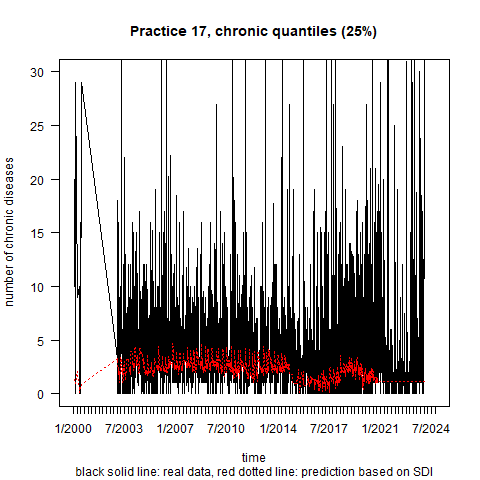 Practice 17, chronic quantiles (25%)
number of chronic diseases
30
25
20
15
10
5
0
1/2000 7/2003 1/2007 7/2010 1/2014 7/2017 1/2021 7/2024
time
black solid line: real data, red dotted line: prediction based on SDI